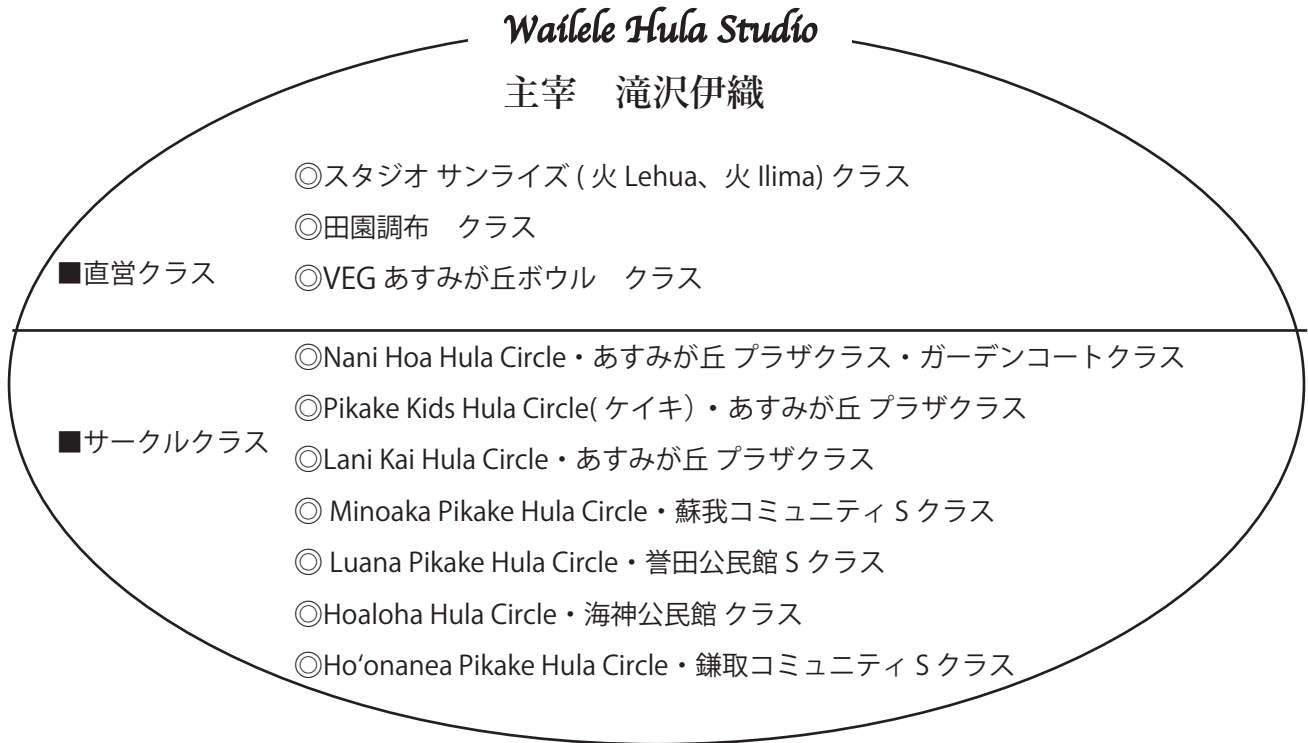 Wailele Hula Studio
主宰　滝沢伊織
■直営クラス
◎スタジオ サンライズ ( 火 Lehua、火 Ilima) クラス
◎田園調布　クラス
◎VEG あすみが丘ボウル　クラス
■サークルクラス
◎Nani Hoa Hula Circle・あすみが丘 プラザクラス・ガーデンコートクラス
◎Pikake Kids Hula Circle( ケイキ）・あすみが丘 プラザクラス
◎Lani Kai Hula Circle・あすみが丘 プラザクラス
◎ Minoaka Pikake Hula Circle・蘇我コミュニティ S クラス
◎ Luana Pikake Hula Circle・誉田公民館 S クラス
◎Hoaloha Hula Circle・海神公民館 クラス
◎Ho‘onanea Pikake Hula Circle・鎌取コミュニティ S クラス